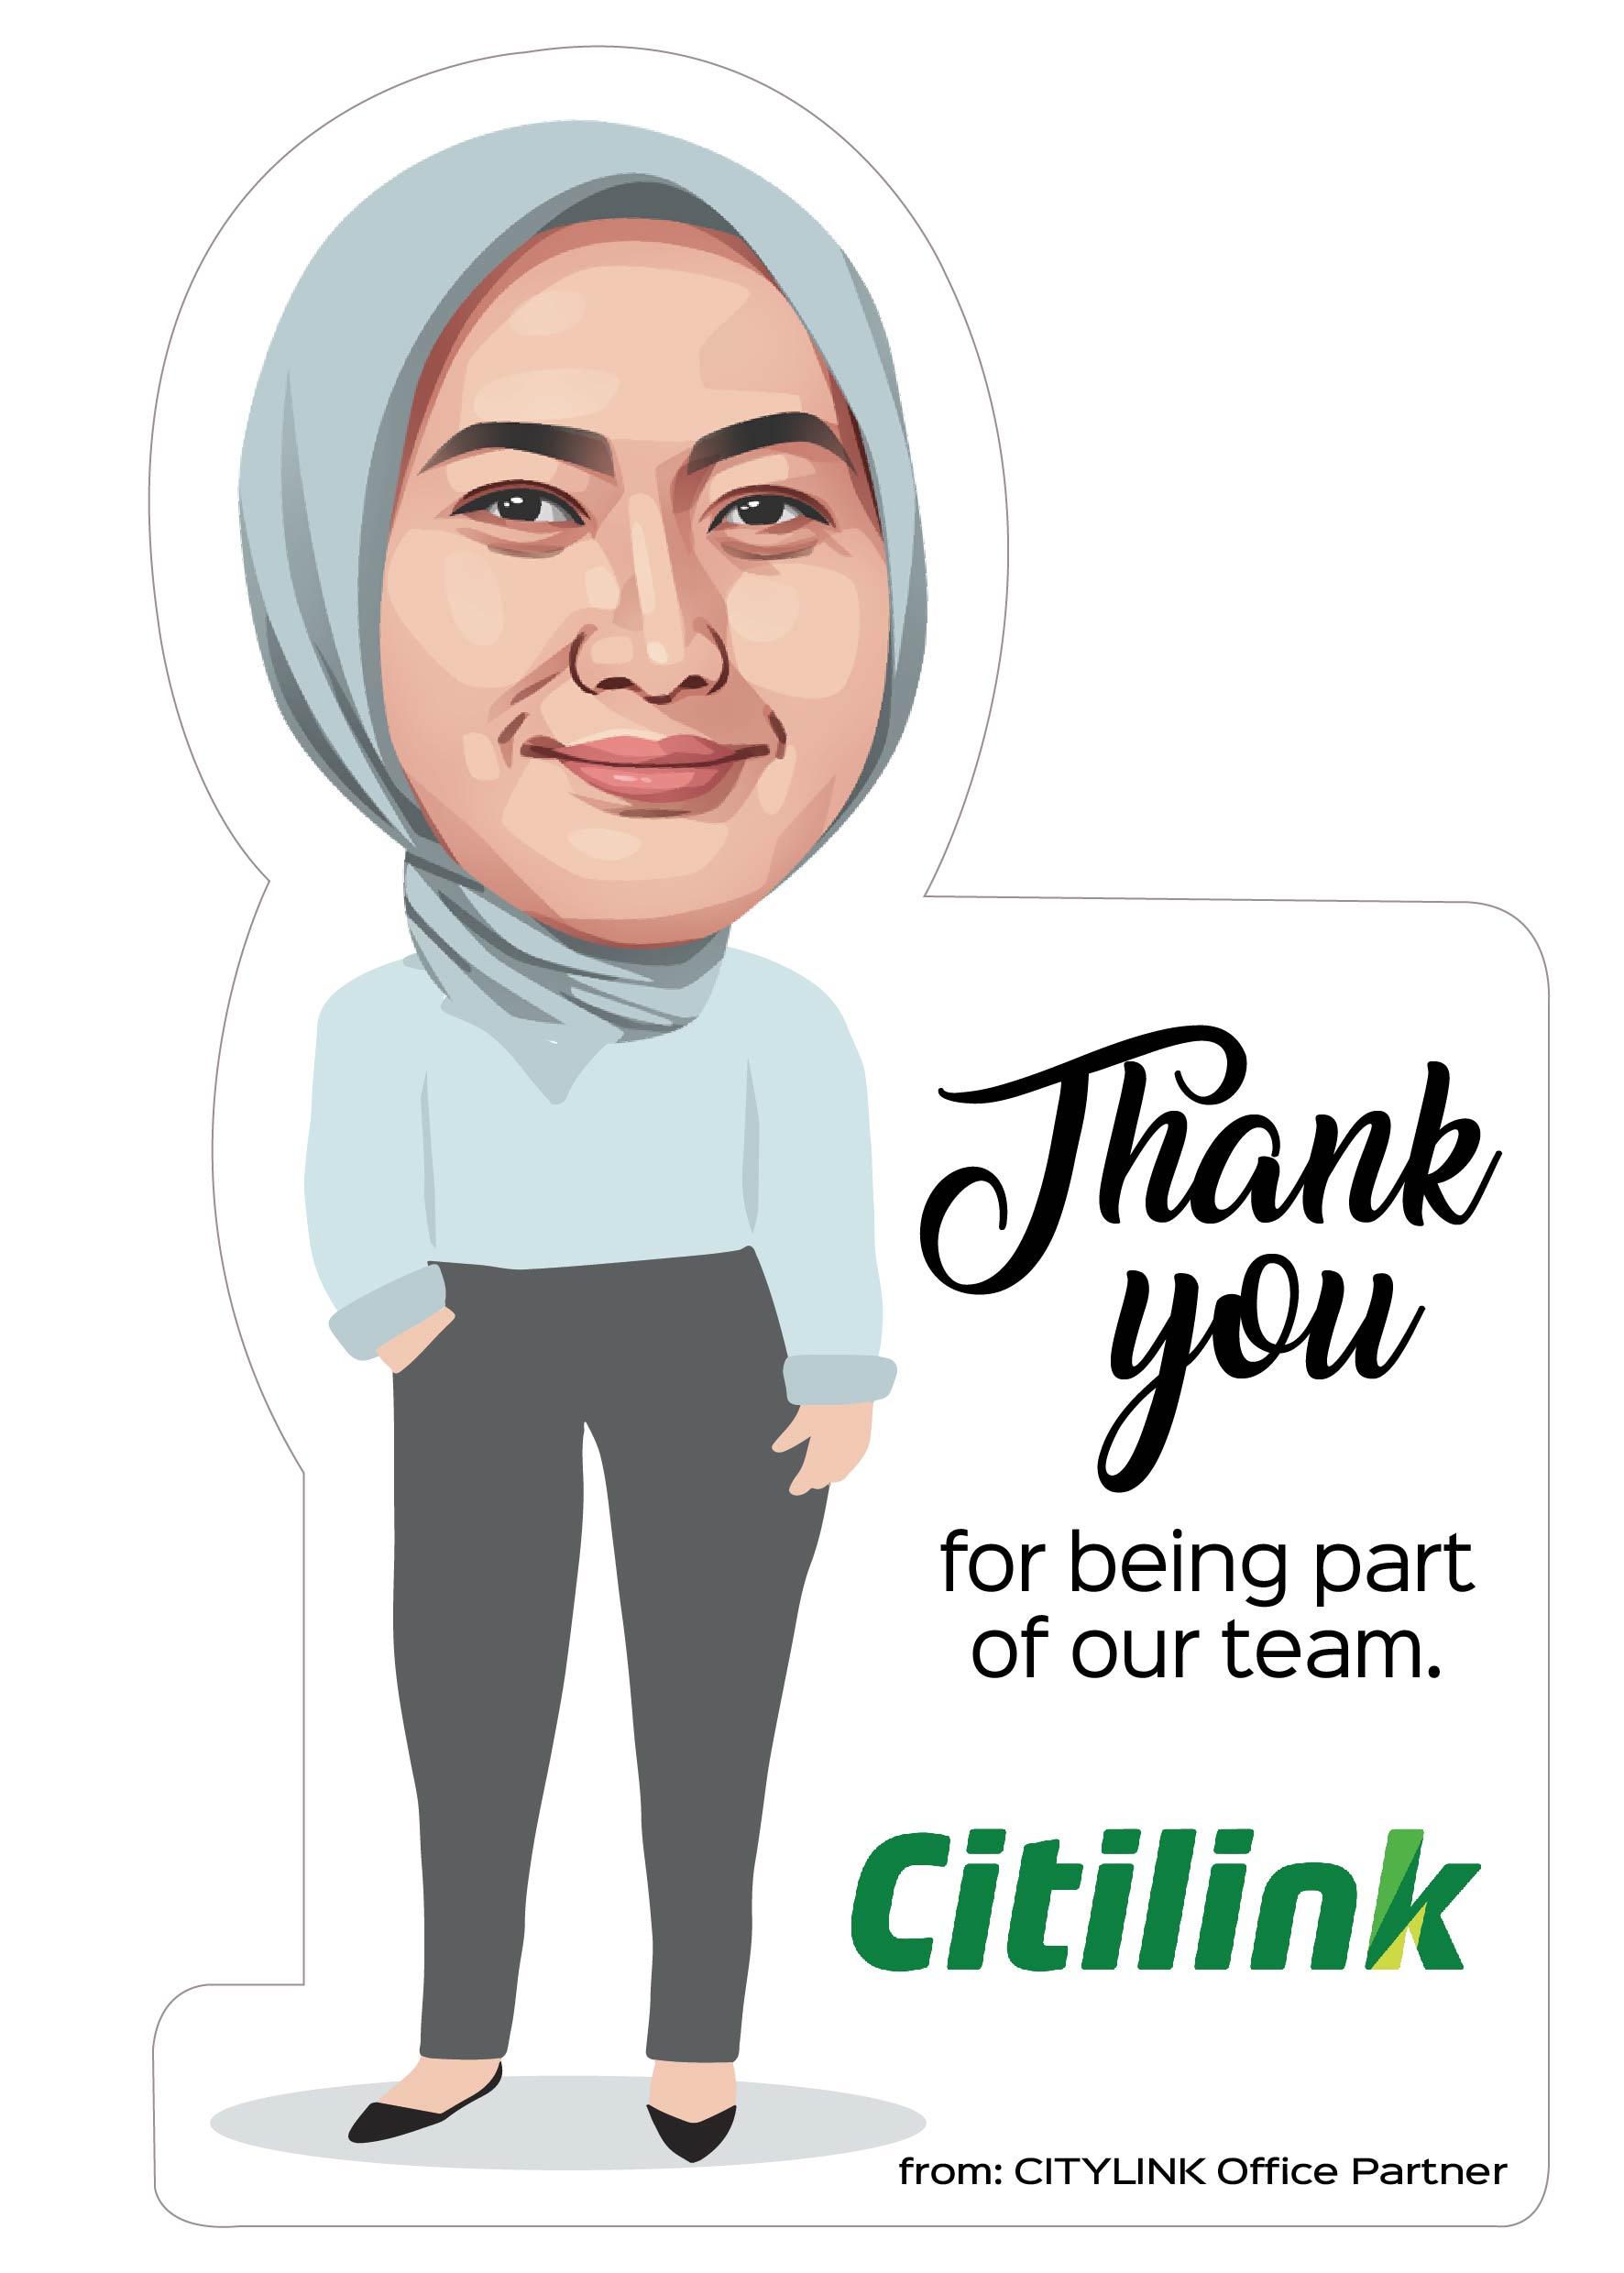 Thank
you
for being part
of our team.
Citilink
from: CITYLINK Office Partner